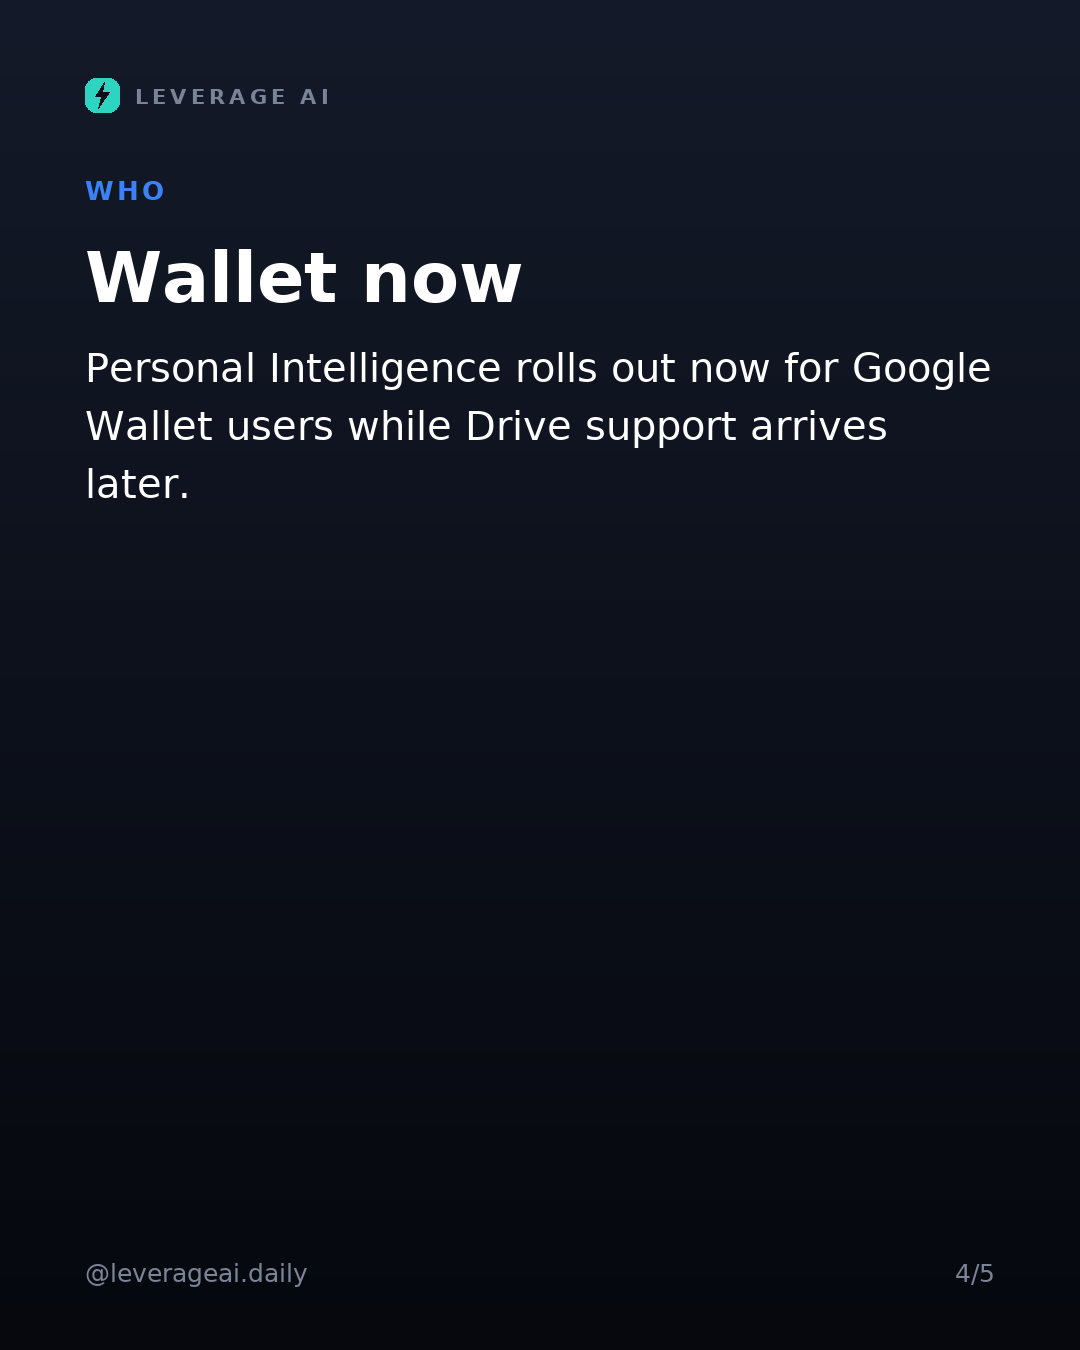 LEVERAGE AI
WHO
Wallet now
Personal Intelligence rolls out now for Google
Wallet users while Drive support arrives
later.
@leverageai.daily
4/5